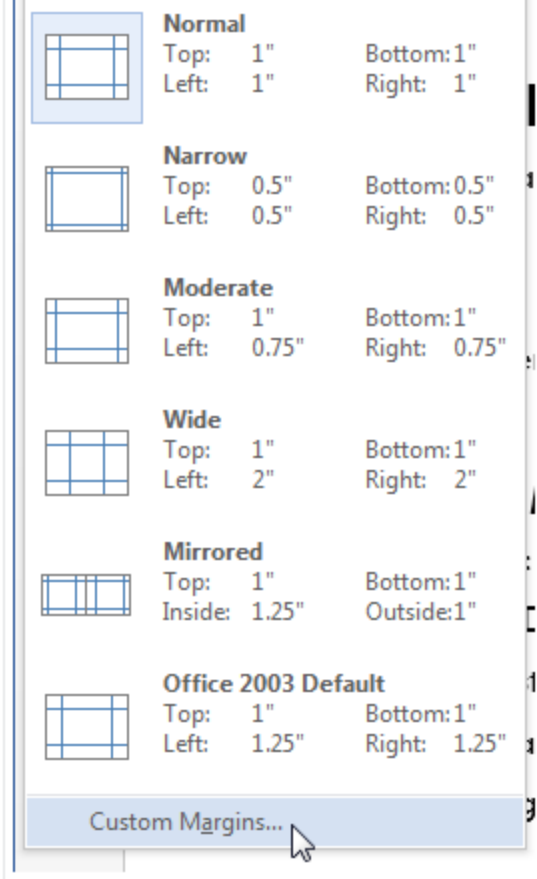 Normal
Top: 1" Bottom: 1"
Left: 1" Right: 1"
Narrow
Top: 0.5" Bottom: 0.5"
Left: 0.5" Right: 0.5"
Moderate
Top: 1" Bottom: 1"
Left: 0.75" Right: 0.75"
Wide
Top: 1" Bottom: 1"
Left: 2" Right: 2"
Mirrored
Top: 1" Bottom: 1"
Inside: 1.25" Outside: 1"
Office 2003 Default
Top: 1" Bottom: 1"
Left: 1.25" Right: 1.25"
Custom Margins...